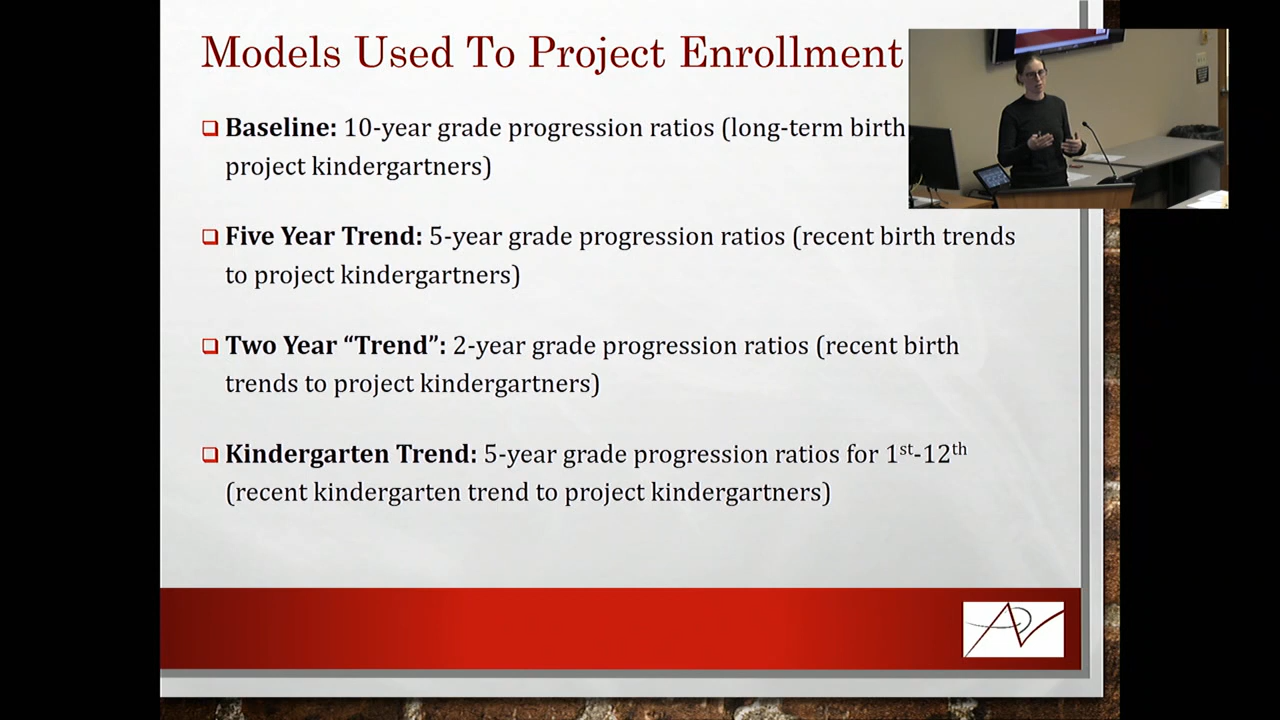 Models Used To Project Enrollment
Baseline: 10-year grade progression ratios (long-term birth
project kindergartners)
Five Year Trend: 5-year grade progression ratios (recent birth trends
to project kindergartners)
Two Year “Trend”: 2-year grade progression ratios (recent birth
trends to project kindergartners)
Kindergarten Trend: 5-year grade progression ratios for 1st-12th
(recent kindergarten trend to project kindergartners)